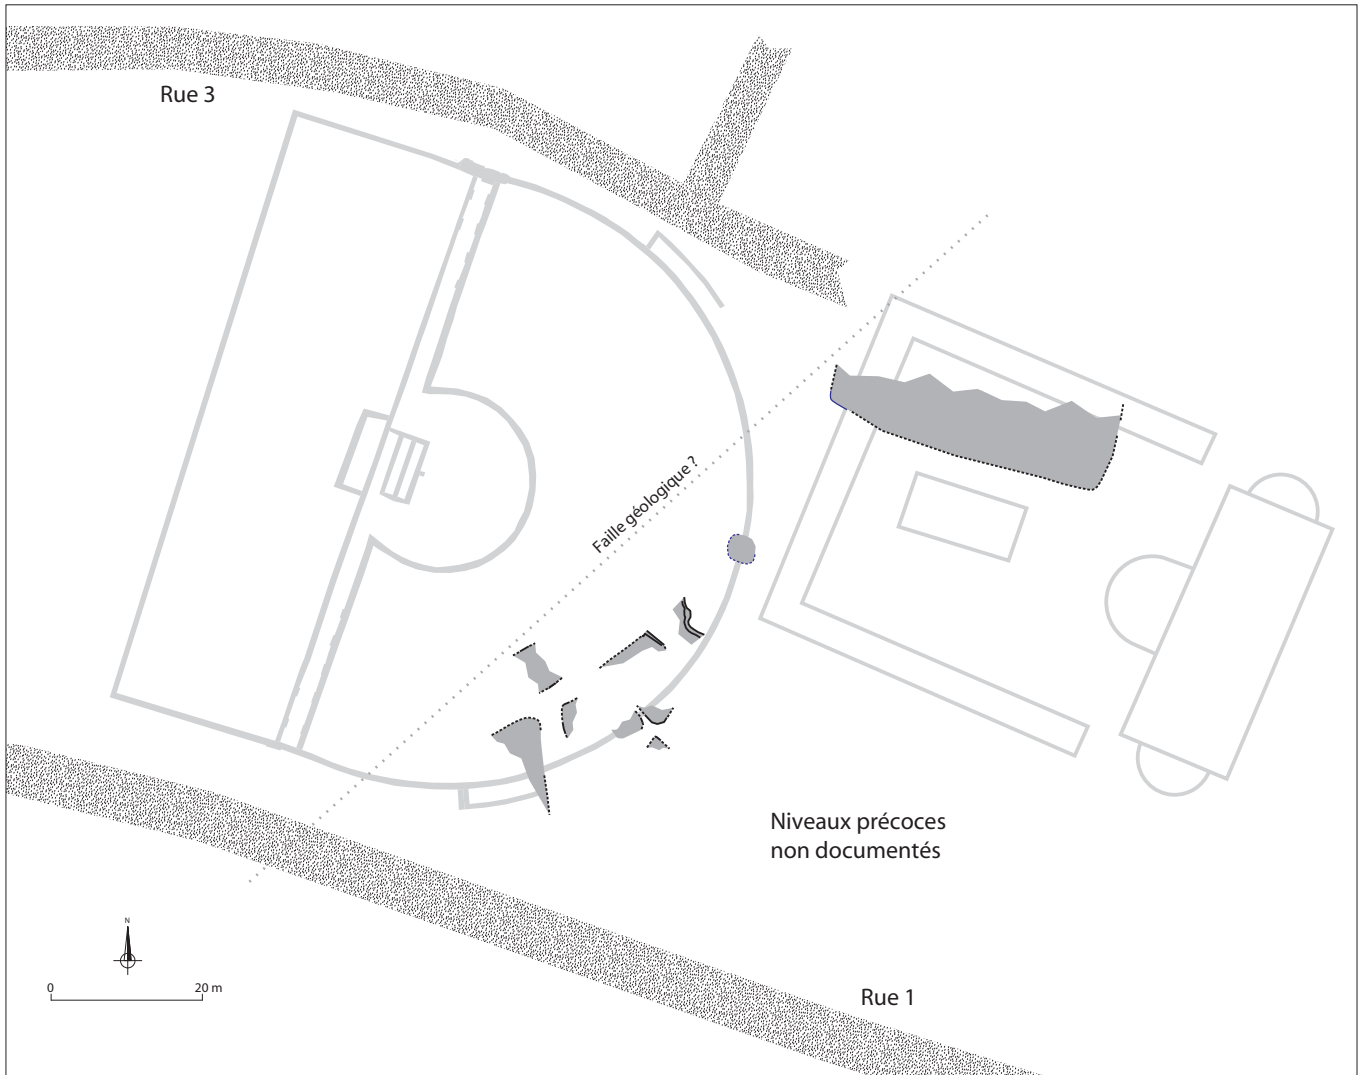 Rue 3
Faille géologique ?
Niveaux précoces
non documentés
N
0 20 m
Rue 1